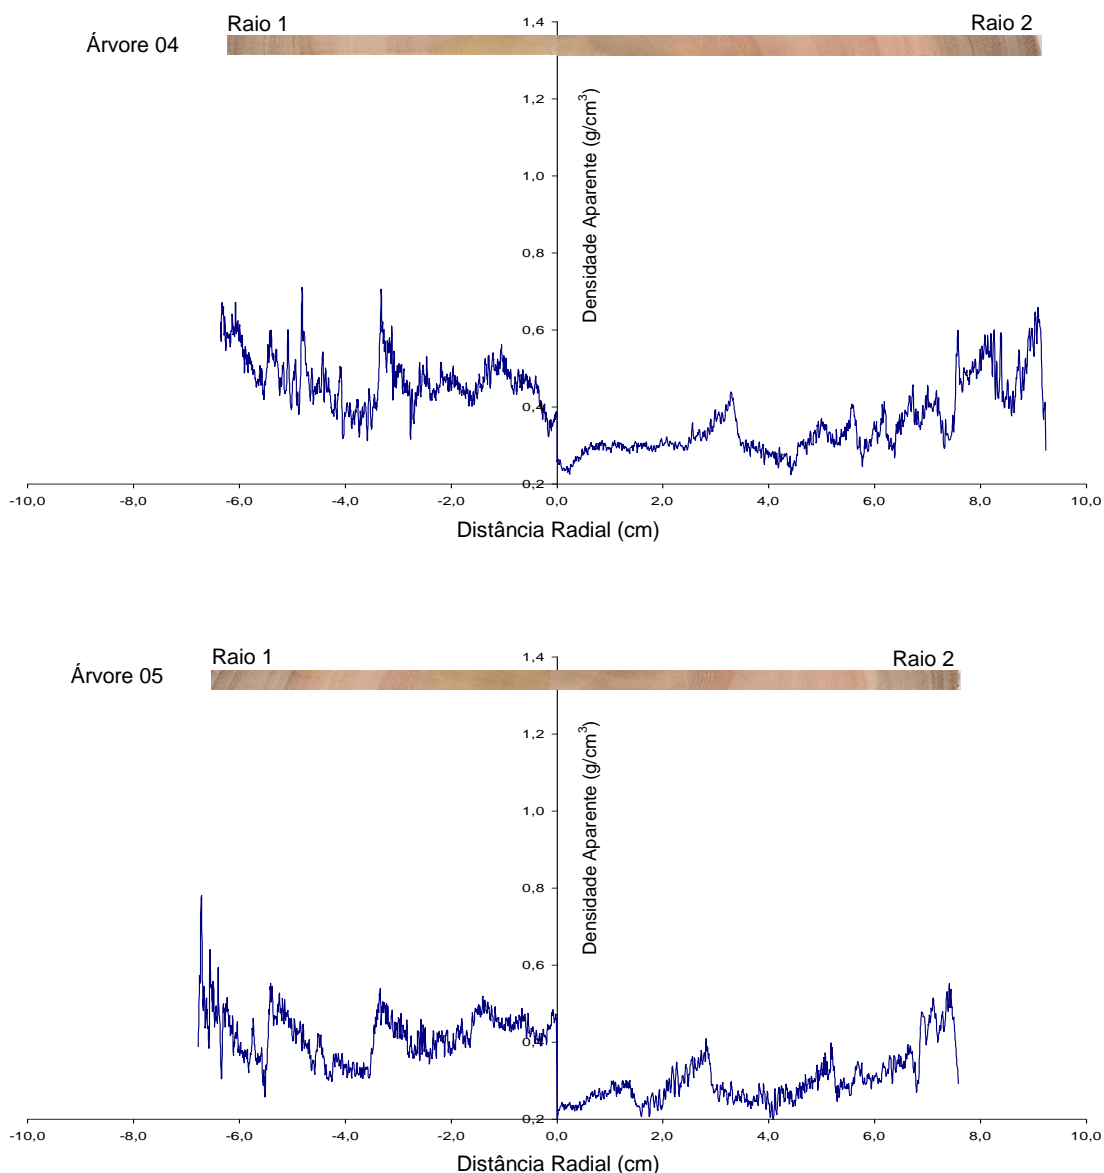 Raio 1
1,4
Raio 2
Árvore 04
1,2
Densidade Aparente (g/cm³)
1,0
0,8
0,6
0,4
0,2
-10,0 -8,0 -6,0 -4,0 -2,0 0,0 2,0 4,0 6,0 8,0 10,0
Distância Radial (cm)
Raio 1
1,4
Raio 2
Árvore 05
1,2
Densidade Aparente (g/cm³)
1,0
0,8
0,6
0,4
0,2
-10,0 -8,0 -6,0 -4,0 -2,0 0,0 2,0 4,0 6,0 8,0 10,0
Distância Radial (cm)